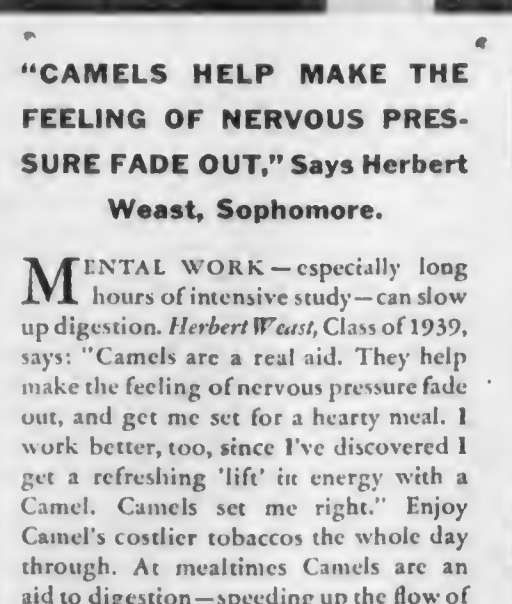 "CAMELS HELP MAKE THE
FEELING OF NERVOUS PRES-
SURE FADE OUT," Says Herbert
Weast, Sophomore.
MENTAL WORK—especially long
hours of intensive study—can slow
up digestion. Herbert Weast, Class of 1939,
says: "Camels are a real aid. They help
make the feeling of nervous pressure fade
out, and get me set for a hearty meal. I
work better, too, since I've discovered I
get a refreshing 'lift' in energy with a
Camel. Camels set me right." Enjoy
Camel's costlier tobaccos the whole day
through. At mealtimes Camels are an
aid to digestion—speeding up the flow of